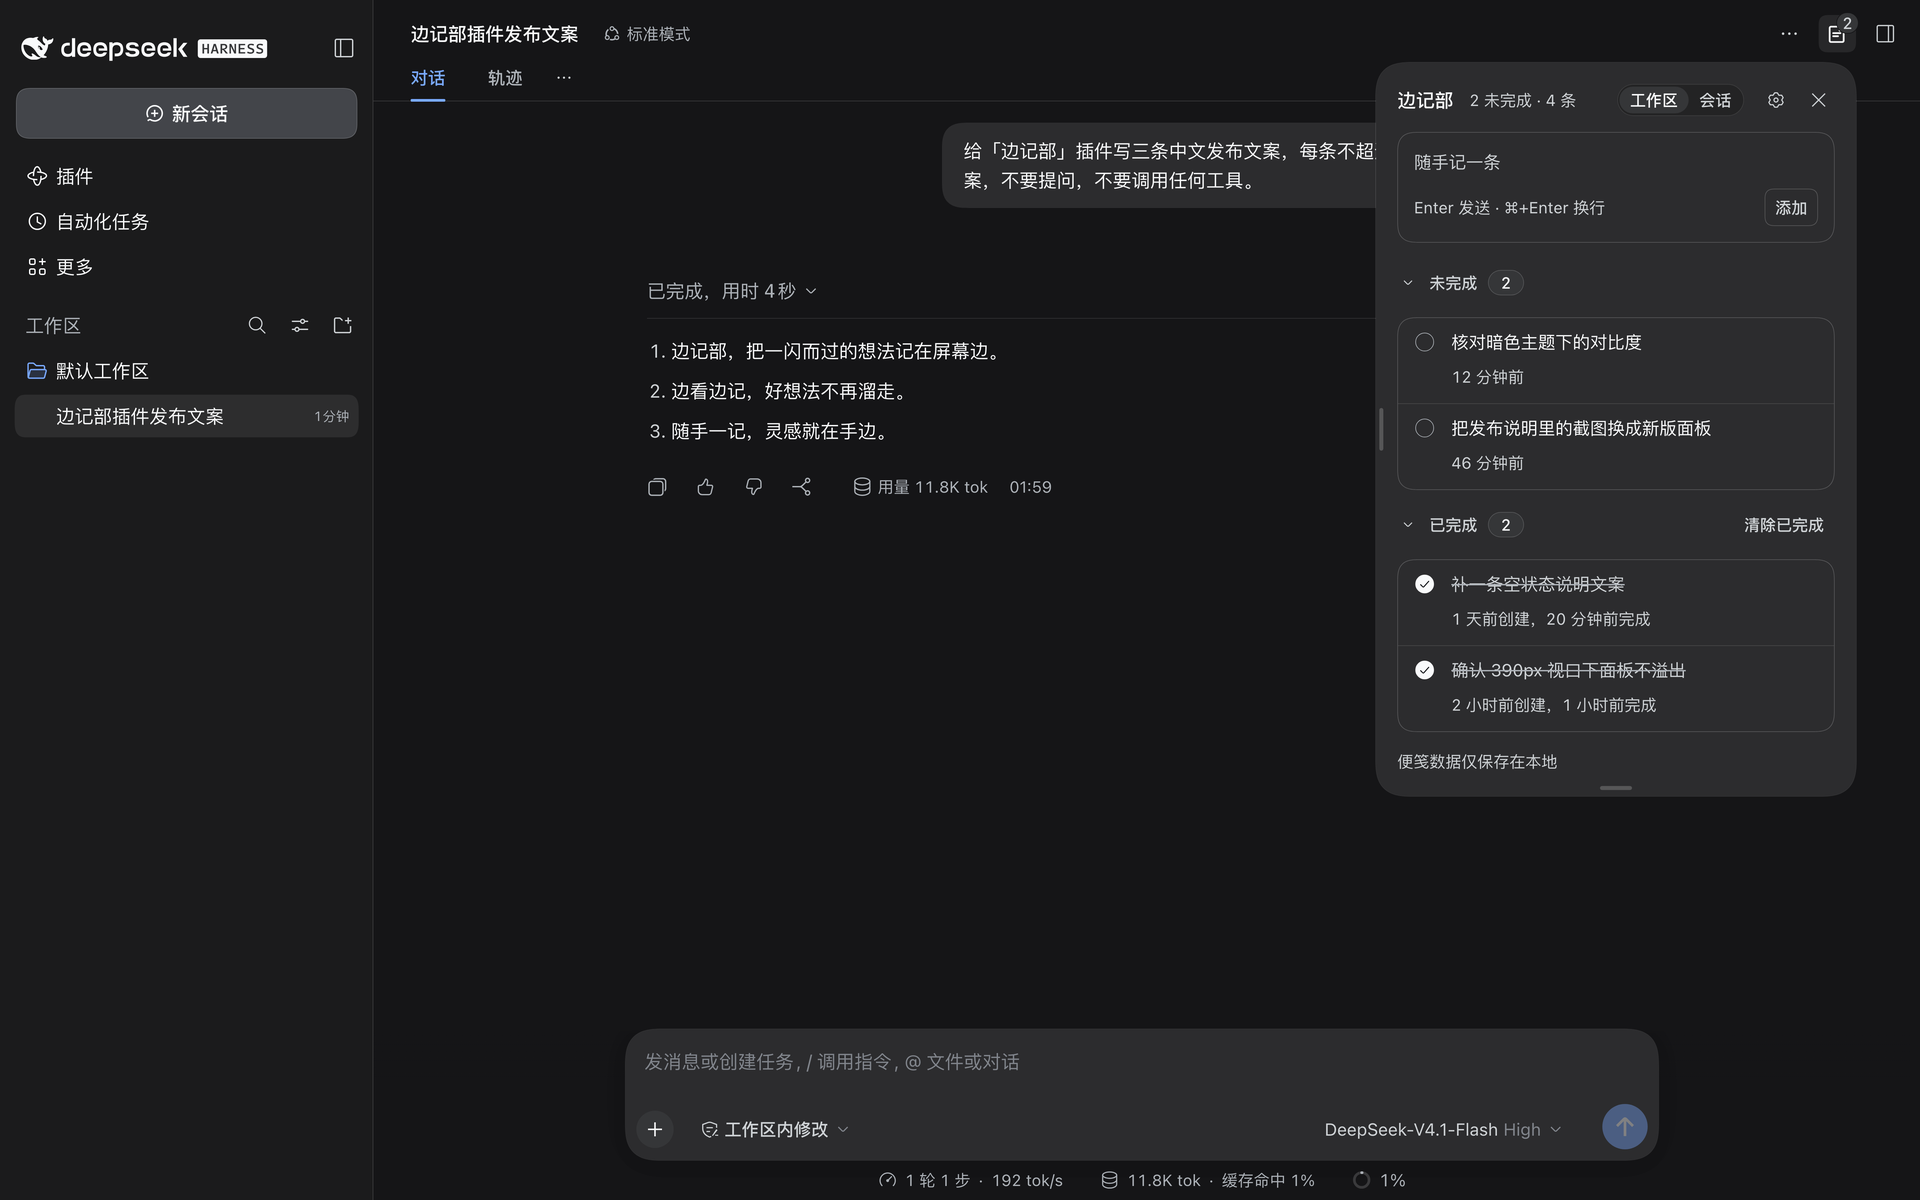 deepseek HARNESS
新会话
插件
自动化任务
更多
工作区
默认工作区
边记部插件发布文案 1分钟
边记部插件发布文案 标准模式
对话 轨迹 ···
给「边记部」插件写三条中文发布文案，每条不超
案，不要提问，不要调用任何工具。
已完成，用时 4秒
1. 边记部，把一闪而过的想法记在屏幕边。
2. 边看边记，好想法不再溜走。
3. 随手一记，灵感就在手边。
用量 11.8K tok 01:59
2
边记部 2 未完成 · 4 条 工作区 会话
随手记一条
Enter 发送 · ⌘+Enter 换行 添加
未完成 2
核对暗色主题下的对比度
12 分钟前
把发布说明里的截图换成新版面板
46 分钟前
已完成 2 清除已完成
补一条空状态说明文案
1 天前创建，20 分钟前完成
确认 390px 视口下面板不溢出
2 小时前创建，1 小时前完成
便笺数据仅保存在本地
发消息或创建任务, / 调用指令, @ 文件或对话
工作区内修改 DeepSeek-V4.1-Flash High
1 轮 1 步 · 192 tok/s 11.8K tok · 缓存命中 1% 1%